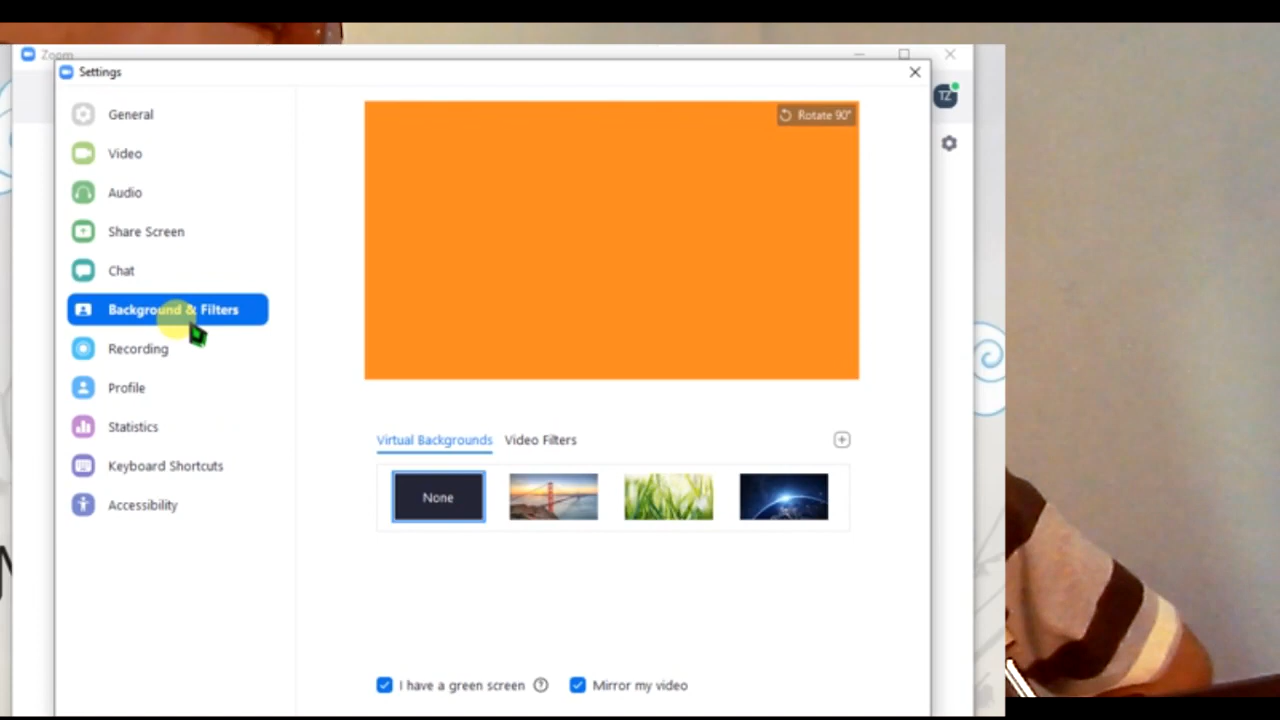 Zoom
Settings
TZ
Rotate 90°
General
Video
Audio
Share Screen
Chat
Background & Filters
Recording
Profile
Statistics
Keyboard Shortcuts
Accessibility
Virtual Backgrounds
Video Filters
None
I have a green screen ?
Mirror my video